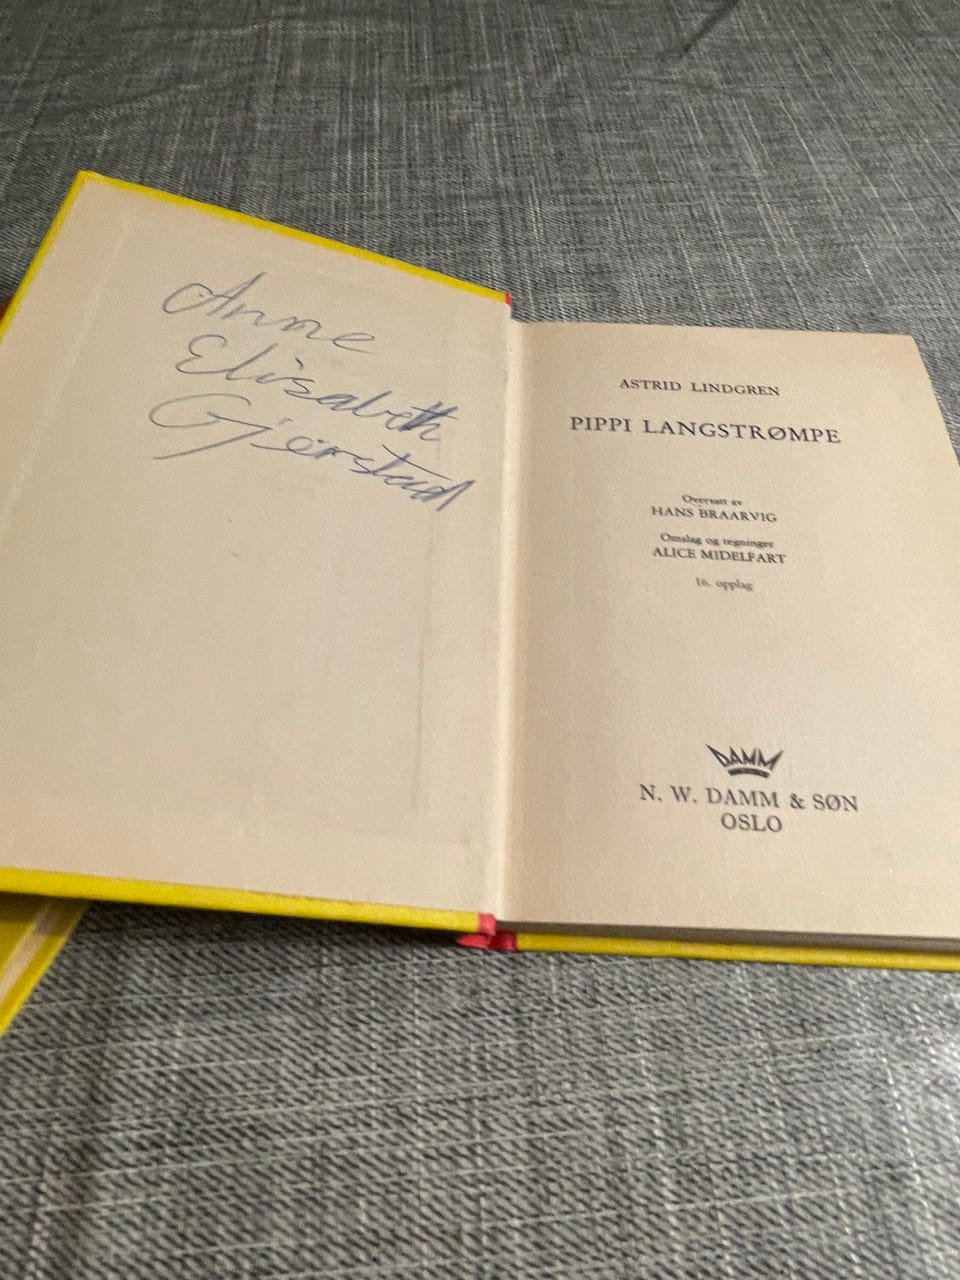 Anne
Elisabeth
Gjerstad
ASTRID LINDGREN
PIPPI LANGSTRØMPE
Oversatt av
HANS BRAARVIG
Omslag og tegninger
ALICE MIDELFART
16. opplag
DAMM
N. W. DAMM & SØN
OSLO